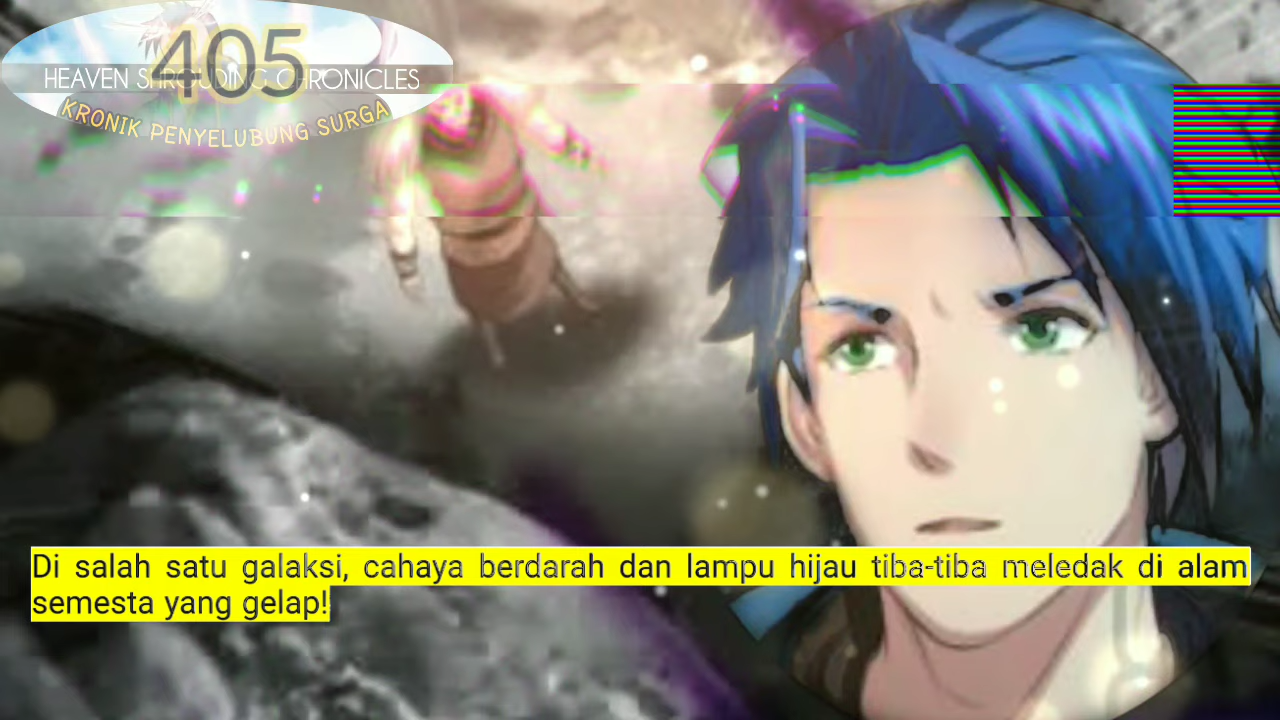 405
HEAVEN SHROUDING CHRONICLES
KRONIK PENYELUBUNG SURGA
Di salah satu galaksi, cahaya berdarah dan lampu hijau tiba-tiba meledak di alam
semesta yang gelap!